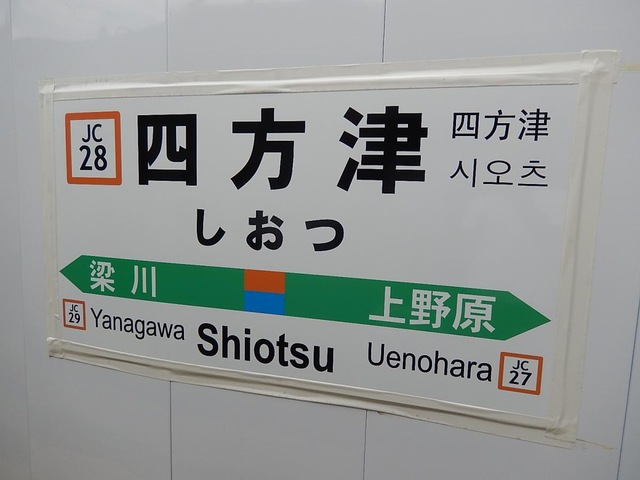 JC
28
四方津
四方津
시오츠
しおつ
梁川
上野原
JC
29
Yanagawa
Shiotsu
Uenohara
JC
27